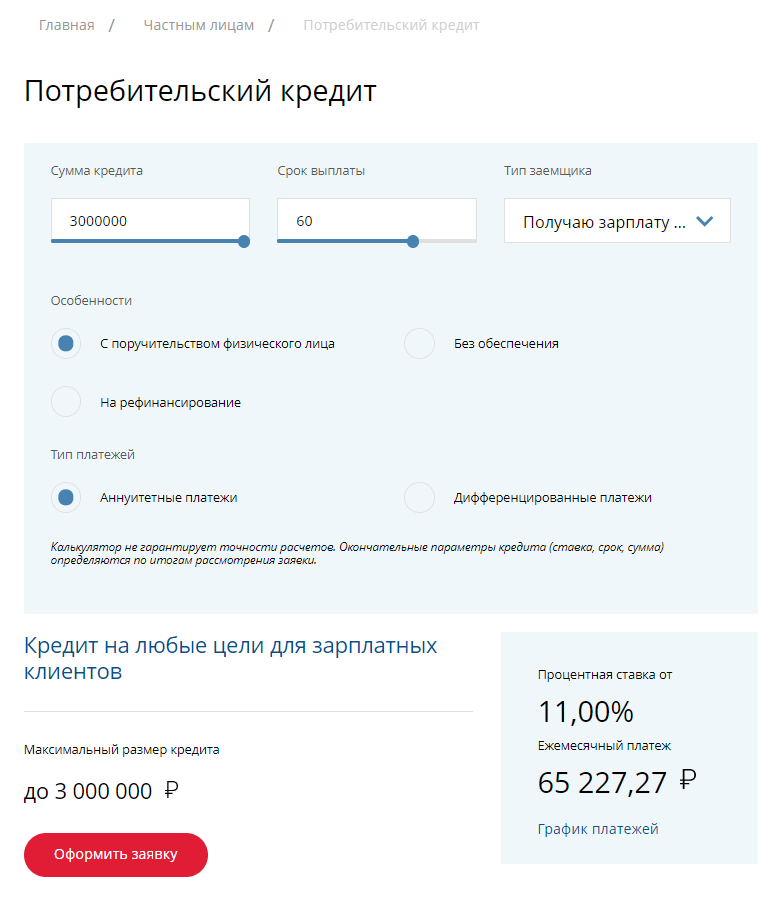 Главная / Частным лицам / Потребительский кредит
Потребительский кредит
Сумма кредита
3000000
Срок выплаты
60
Тип заемщика
Получаю зарплату ...
Особенности
С поручительством физического лица
Без обеспечения
На рефинансирование
Тип платежей
Аннуитетные платежи
Дифференцированные платежи
Калькулятор не гарантирует точности расчетов. Окончательные параметры кредита (ставка, срок, сумма)
определяются по итогам рассмотрения заявки.
Кредит на любые цели для зарплатных
клиентов
Максимальный размер кредита
до 3 000 000 ₽
Оформить заявку
Процентная ставка от
11,00%
Ежемесячный платеж
65 227,27 ₽
График платежей